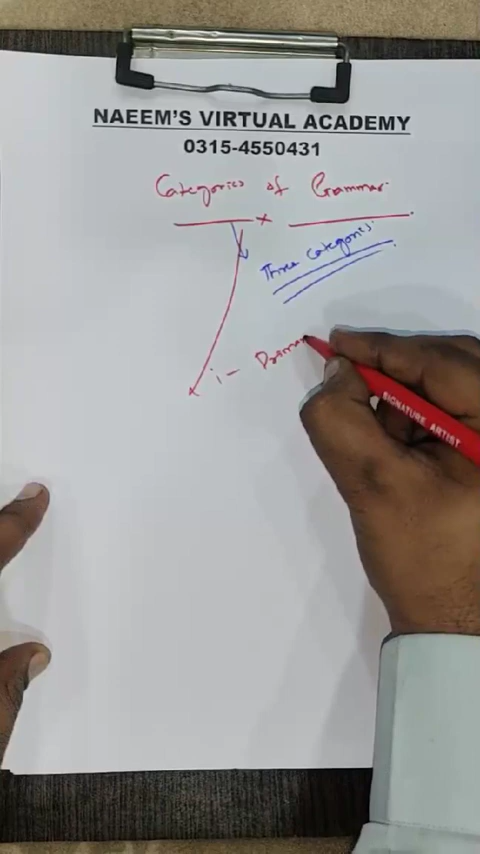 NAEEM'S VIRTUAL ACADEMY
0315-4550431
Categories of Grammar.
Three Categories.
i-
SIGNATURE ARTIST